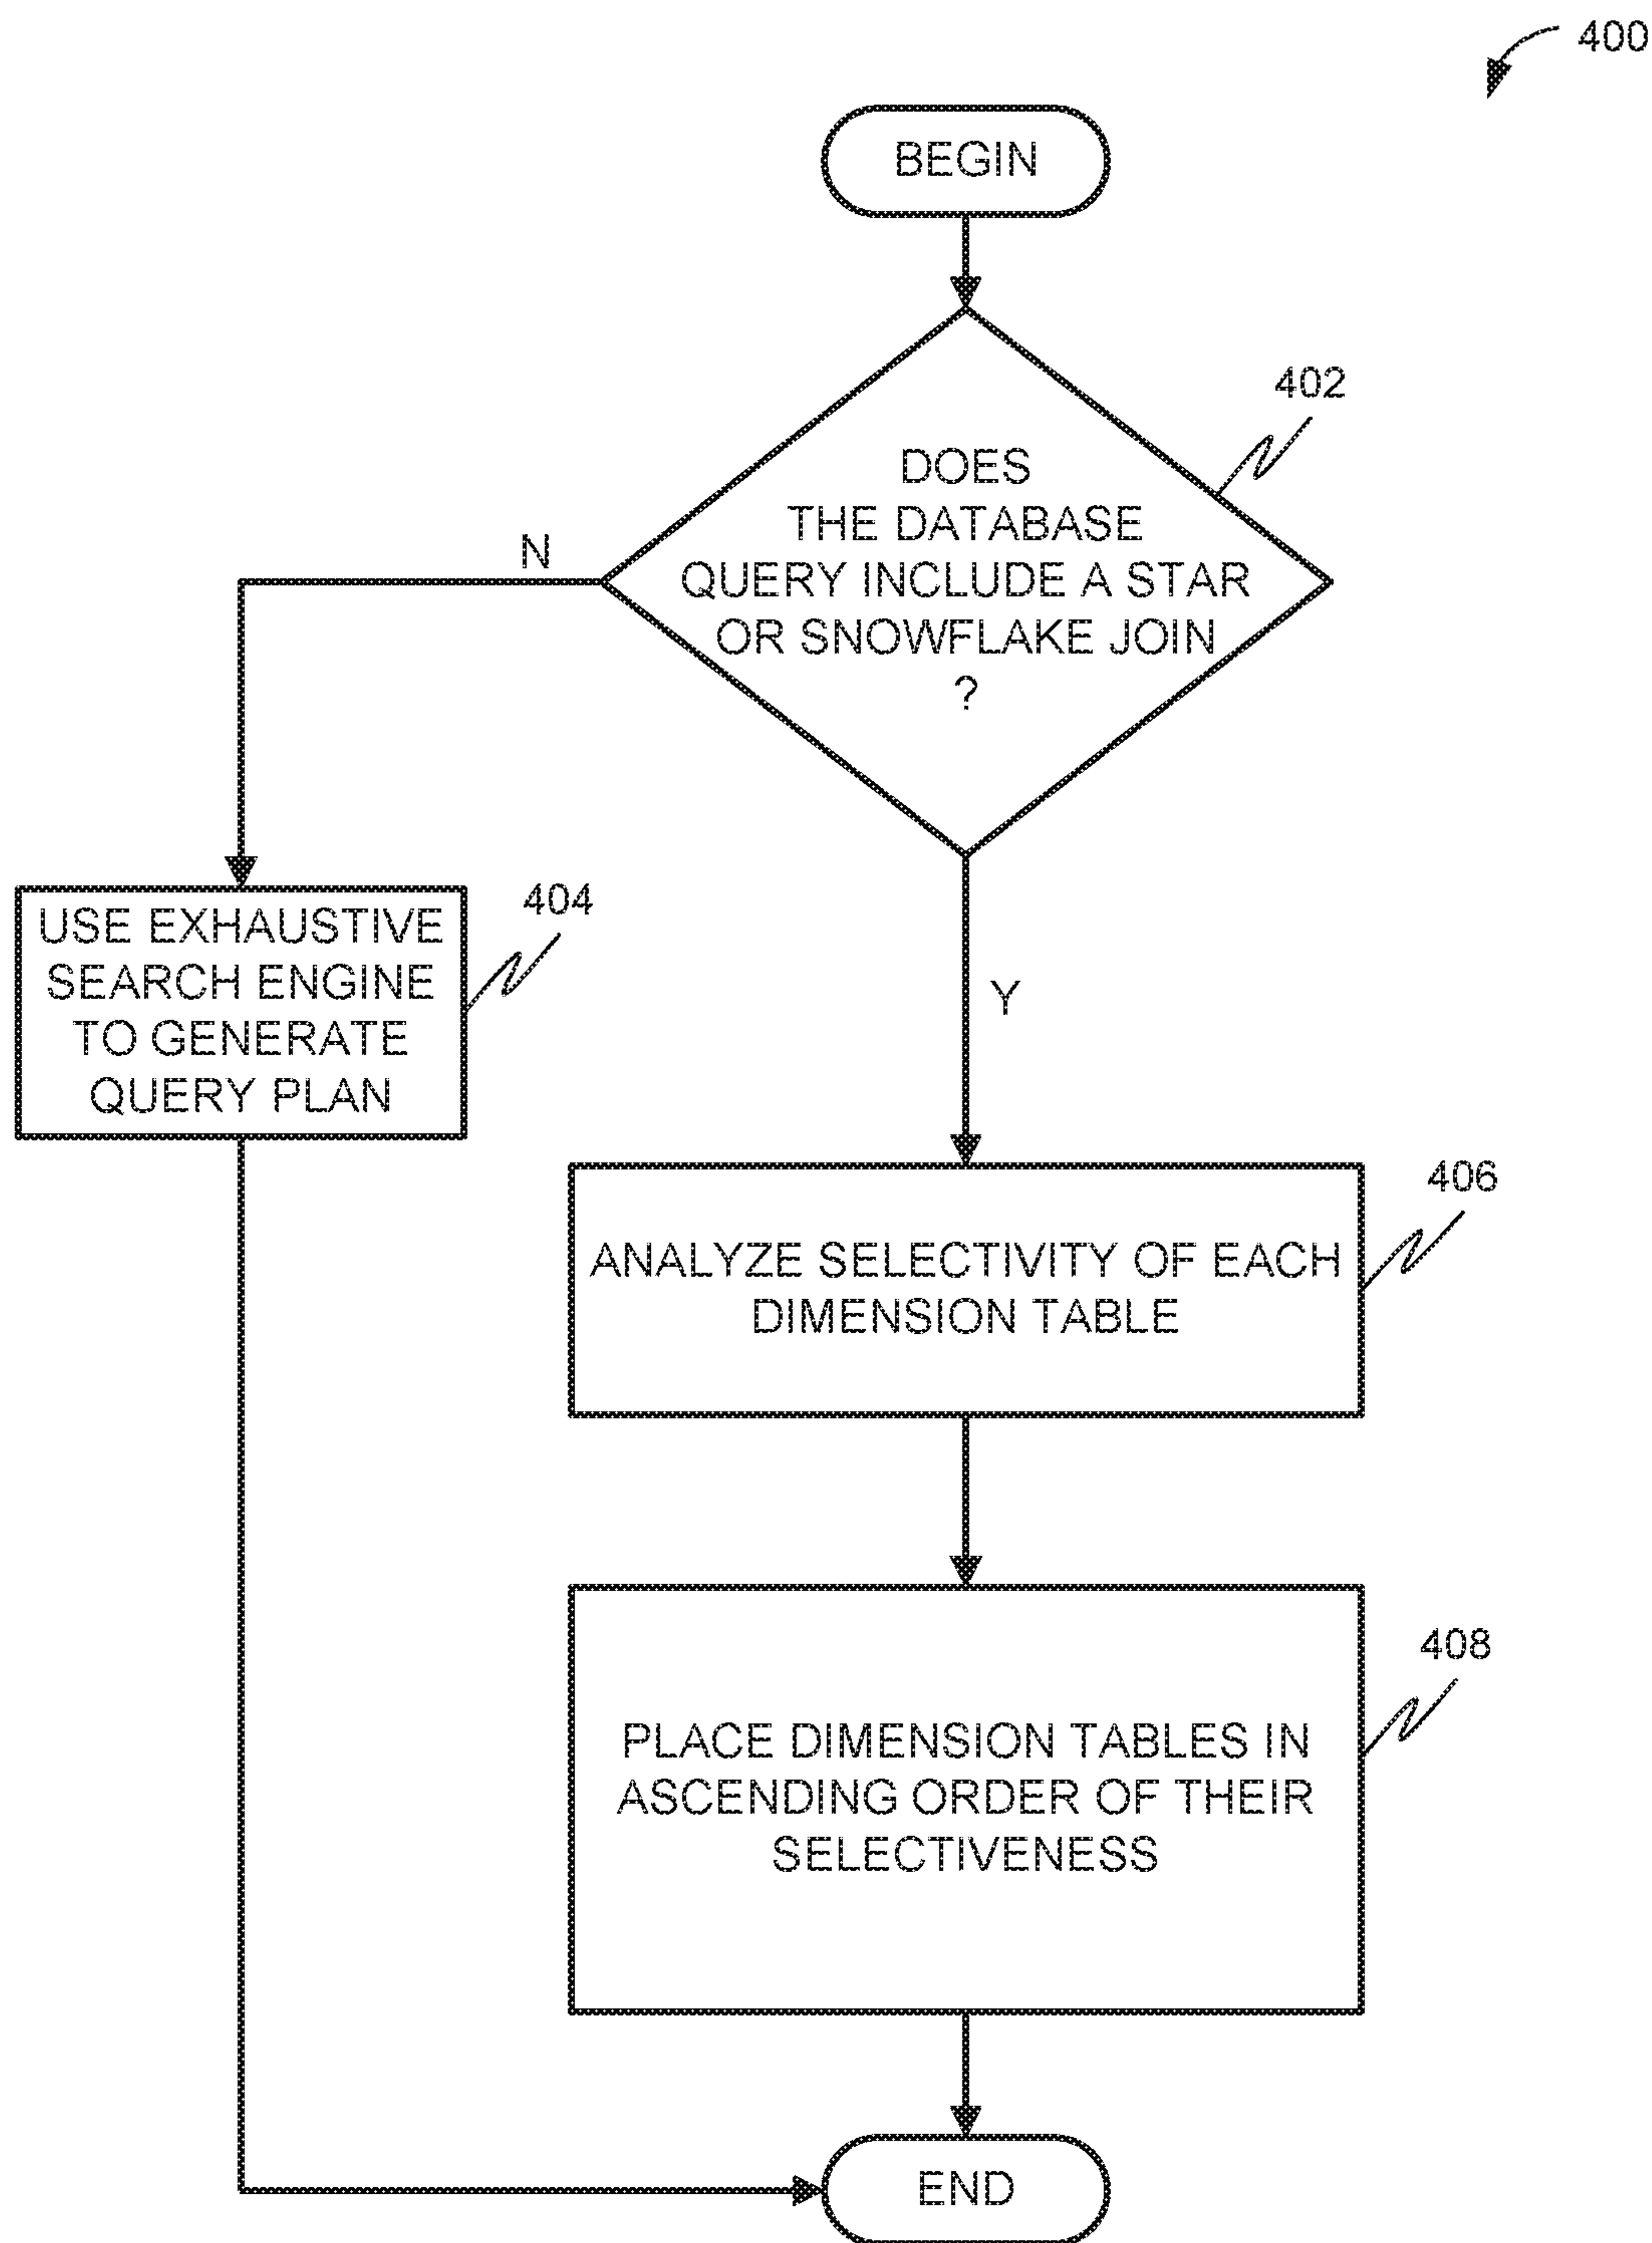 400
BEGIN
402
DOES
THE DATABASE
QUERY INCLUDE A STAR
OR SNOWFLAKE JOIN
?
N
404
USE EXHAUSTIVE
SEARCH ENGINE
TO GENERATE
QUERY PLAN
Y
406
ANALYZE SELECTIVITY OF EACH
DIMENSION TABLE
408
PLACE DIMENSION TABLES IN
ASCENDING ORDER OF THEIR
SELECTIVENESS
END